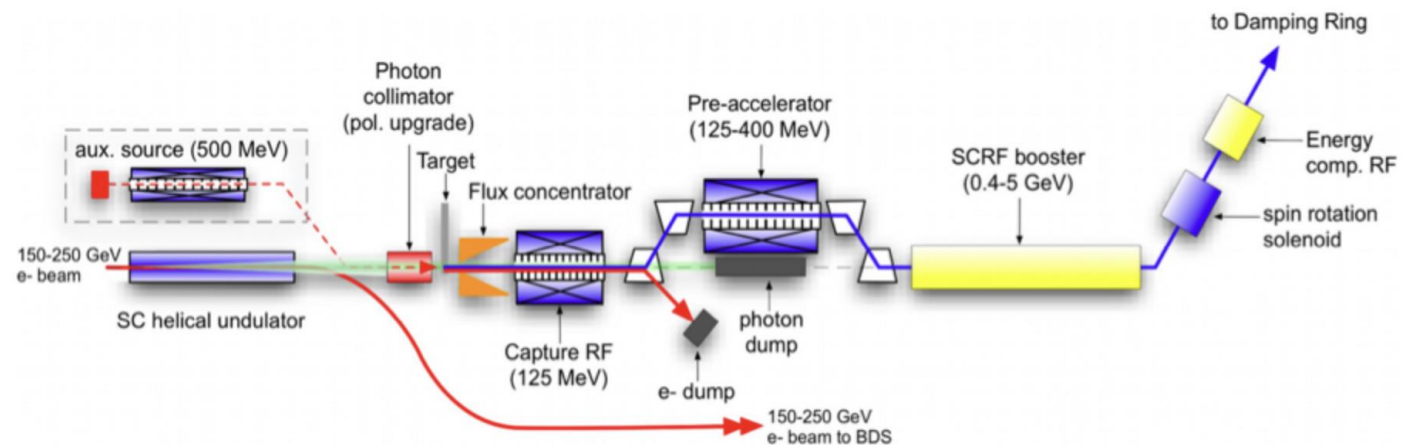 to Damping Ring
Photon
collimator
(pol. upgrade)
Pre-accelerator
(125-400 MeV)
aux. source (500 MeV)
Target
Flux concentrator
SCRF booster
(0.4-5 GeV)
Energy
comp. RF
spin rotation
solenoid
150-250 GeV
e- beam
SC helical undulator
Capture RF
(125 MeV)
photon
dump
e- dump
150-250 GeV
e- beam to BDS